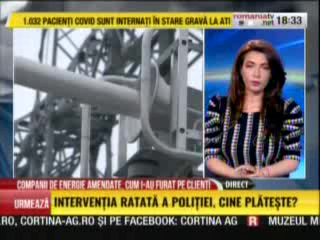 1.032 PACIENȚI COVID SUNT INTERNAȚI ÎN STARE GRAVĂ LA ATI
romaniatv
.net
18:33
COMPANII DE ENERGIE AMENDATE, CUM I-AU FURAT PE CLIENȚI
DIRECT
URMEAZĂ
INTERVENȚIA RATATĂ A POLIȚIEI, CINE PLĂTEȘTE?
.RO, CORTINA-AG.RO ȘI PE FACEBOOK: CORTINA AG
R
MUZEUL M